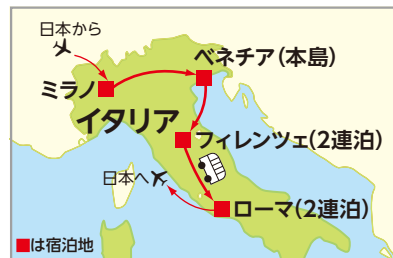 日本から
ベネチア(本島)
ミラノ
イタリア
フィレンツェ(2連泊)
日本へ
ローマ(2連泊)
■は宿泊地